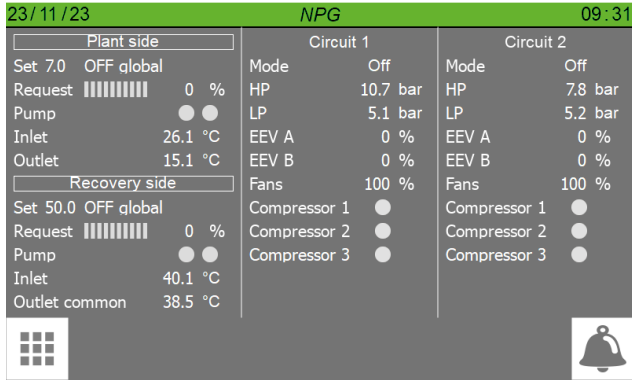 23/11/23 NPG 09:31
Plant side
Set 7.0 OFF global
Request 0 %
Pump
Inlet 26.1 °C
Outlet 15.1 °C
Recovery side
Set 50.0 OFF global
Request 0 %
Pump
Inlet 40.1 °C
Outlet common 38.5 °C
Circuit 1
Mode Off
HP 10.7 bar
LP 5.1 bar
EEV A 0 %
EEV B 0 %
Fans 100 %
Compressor 1
Compressor 2
Compressor 3
Circuit 2
Mode Off
HP 7.8 bar
LP 5.2 bar
EEV A 0 %
EEV B 0 %
Fans 100 %
Compressor 1
Compressor 2
Compressor 3